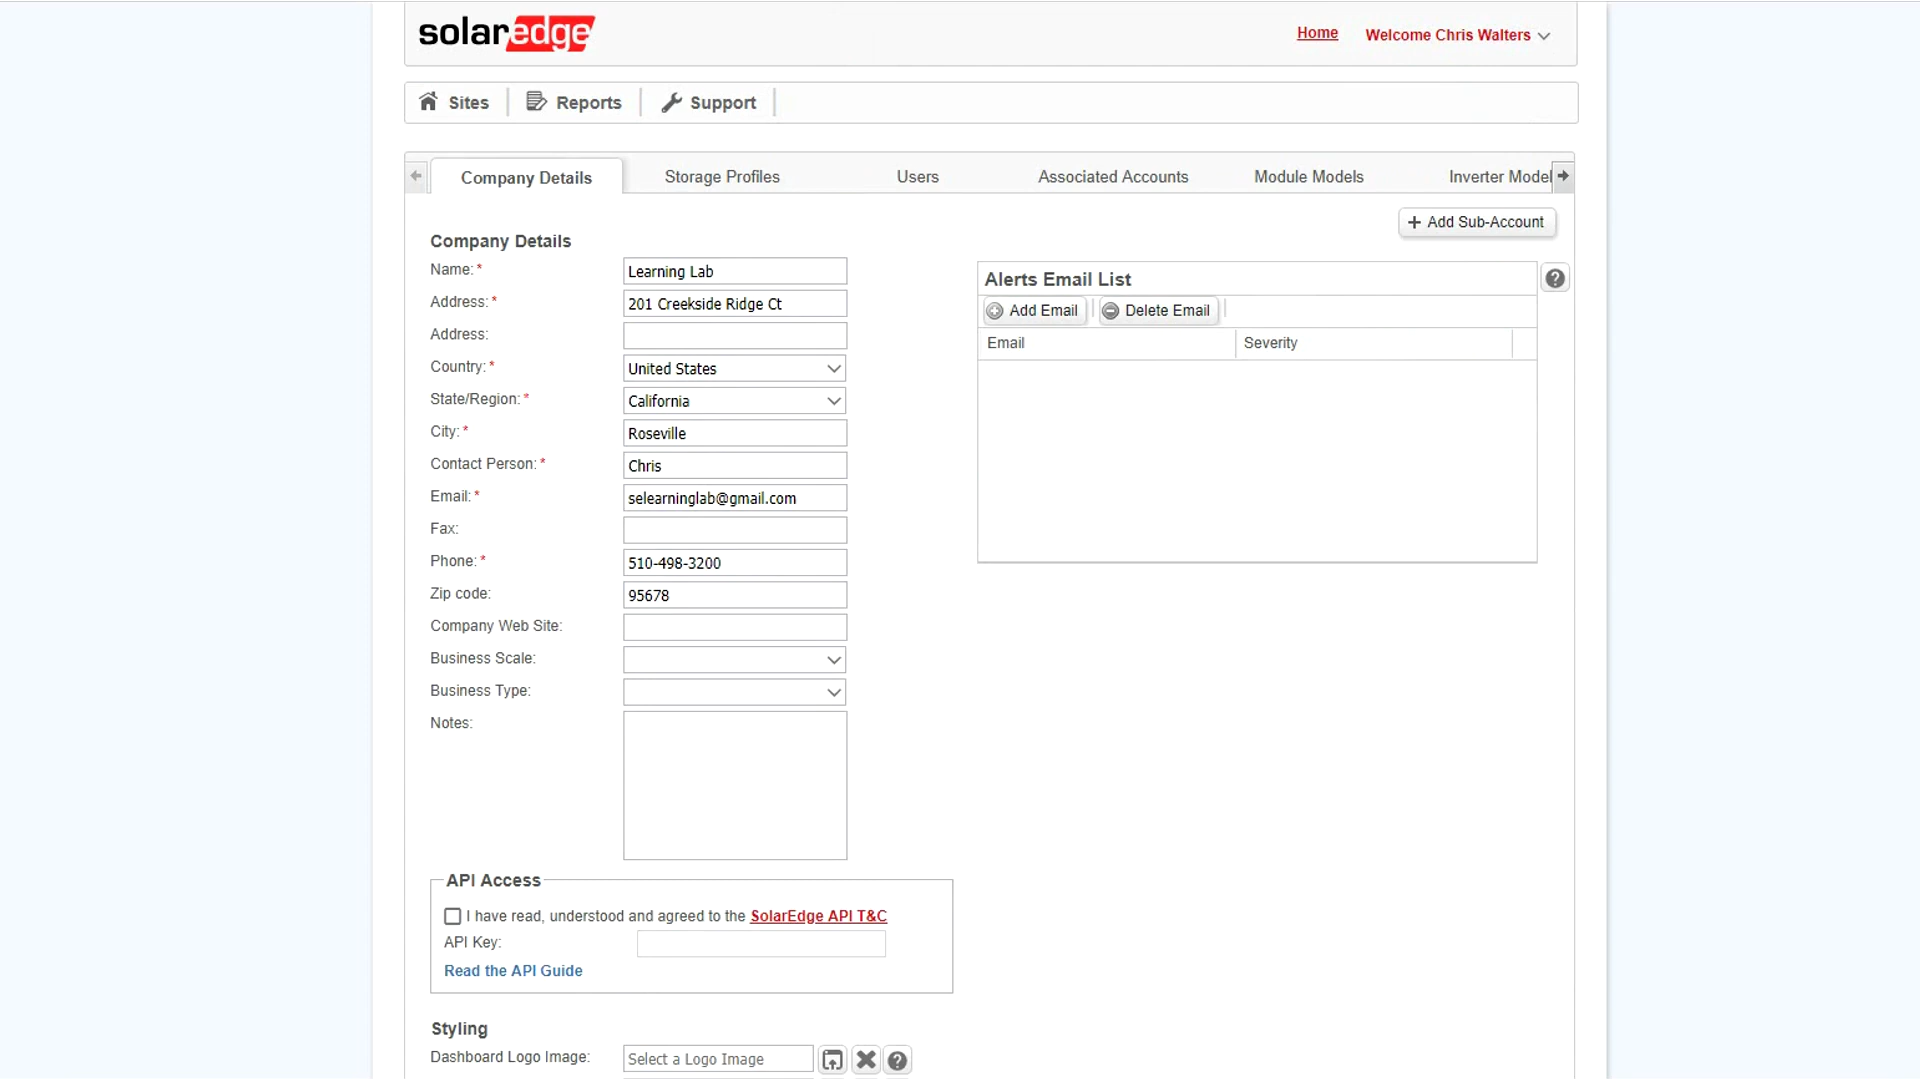 solaredge
Home
Welcome Chris Walters
Sites
Reports
Support
Company Details
Storage Profiles
Users
Associated Accounts
Module Models
Inverter Model
+ Add Sub-Account
Company Details
Name: *
Learning Lab
Address: *
201 Creekside Ridge Ct
Address:
Country: *
United States
State/Region: *
California
City: *
Roseville
Contact Person: *
Chris
Email: *
selearninglab@gmail.com
Fax:
Phone: *
510-498-3200
Zip code:
95678
Company Web Site:
Business Scale:
Business Type:
Notes:
Alerts Email List
?
Add Email
Delete Email
Email
Severity
API Access
I have read, understood and agreed to the SolarEdge API T&C
API Key:
Read the API Guide
Styling
Dashboard Logo Image:
Select a Logo Image
?